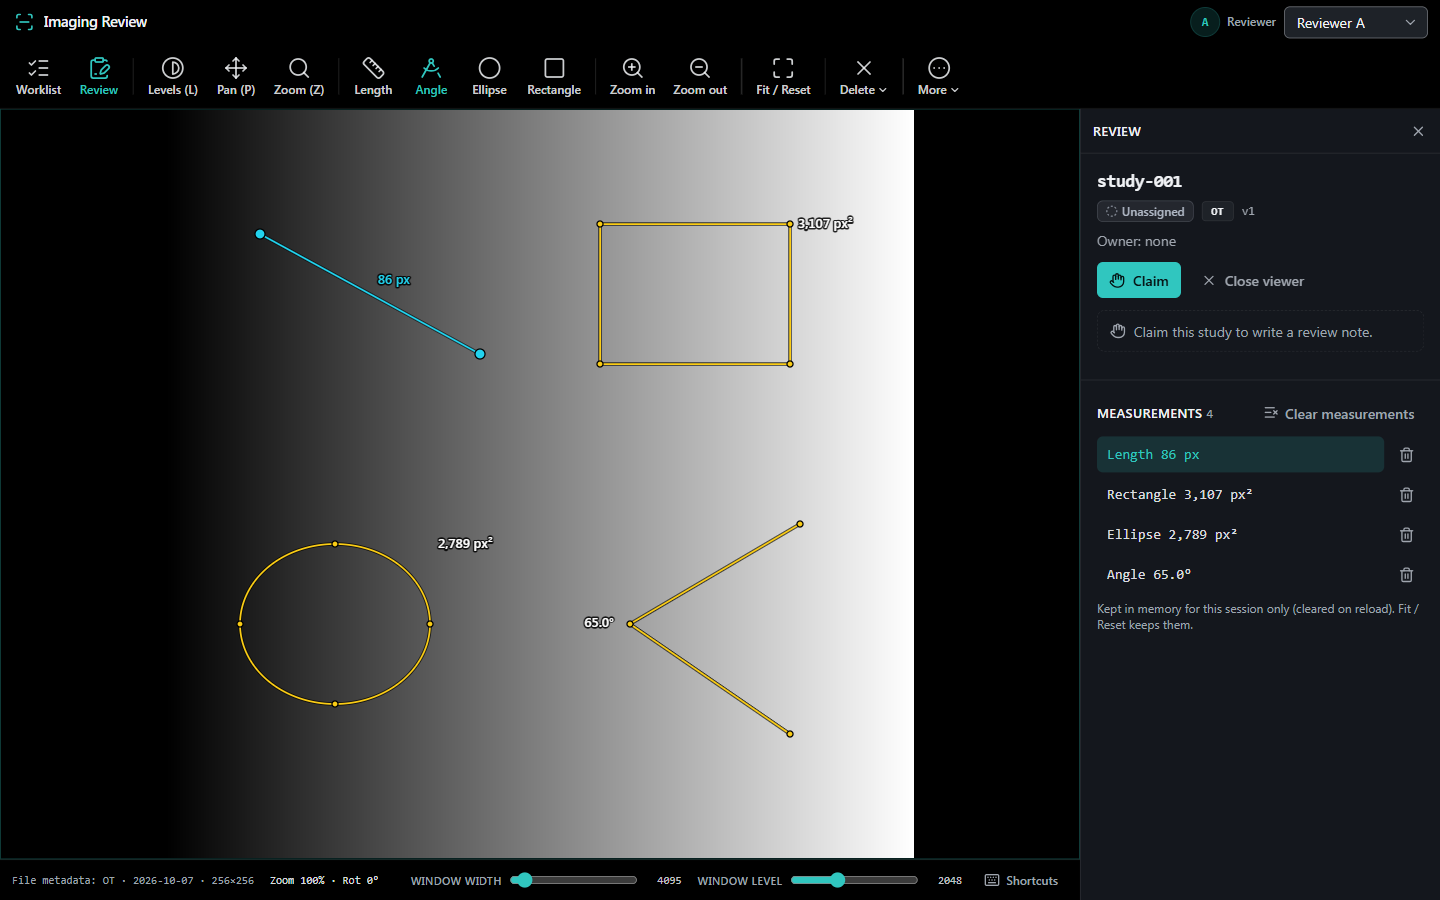 Imaging Review
A Reviewer Reviewer A
Worklist Review Levels (L) Pan (P) Zoom (Z) Length Angle Ellipse Rectangle Zoom in Zoom out Fit / Reset Delete More
86 px
3,107 px²
2,789 px²
65.0°
REVIEW
study-001
Unassigned OT v1
Owner: none
Claim Close viewer
Claim this study to write a review note.
MEASUREMENTS 4 Clear measurements
Length 86 px
Rectangle 3,107 px²
Ellipse 2,789 px²
Angle 65.0°
Kept in memory for this session only (cleared on reload). Fit /
Reset keeps them.
File metadata: OT · 2026-10-07 · 256×256 Zoom 100% · Rot 0° WINDOW WIDTH 4095 WINDOW LEVEL 2048 Shortcuts